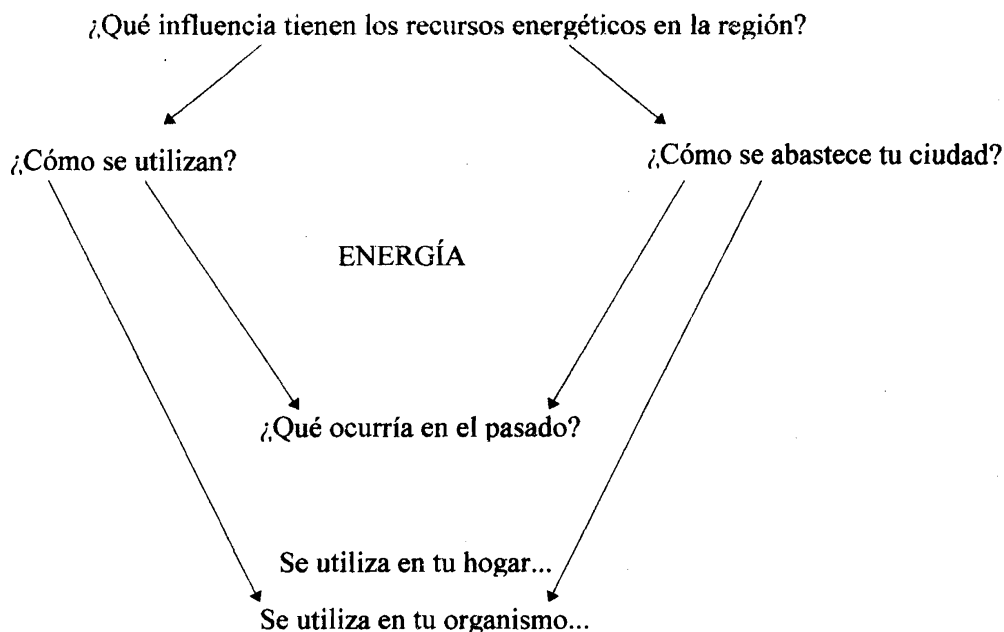 ¿Qué influencia tienen los recursos energéticos en la región?
¿Cómo se utilizan?
¿Cómo se abastece tu ciudad?
ENERGÍA
¿Qué ocurría en el pasado?
Se utiliza en tu hogar...
Se utiliza en tu organismo...